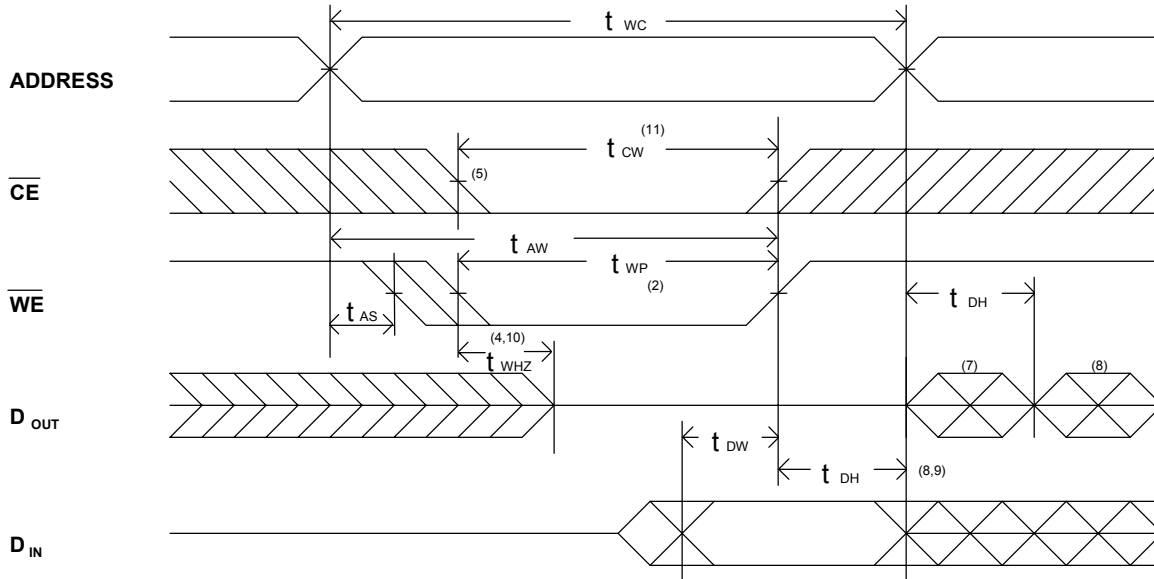 t WC
ADDRESS
t CW (11)
CE
(5)
t AW
t WP (2)
WE
t AS
t DH
(4,10)
t WHZ
(7)
(8)
D OUT
t DW
t DH
(8,9)
D IN